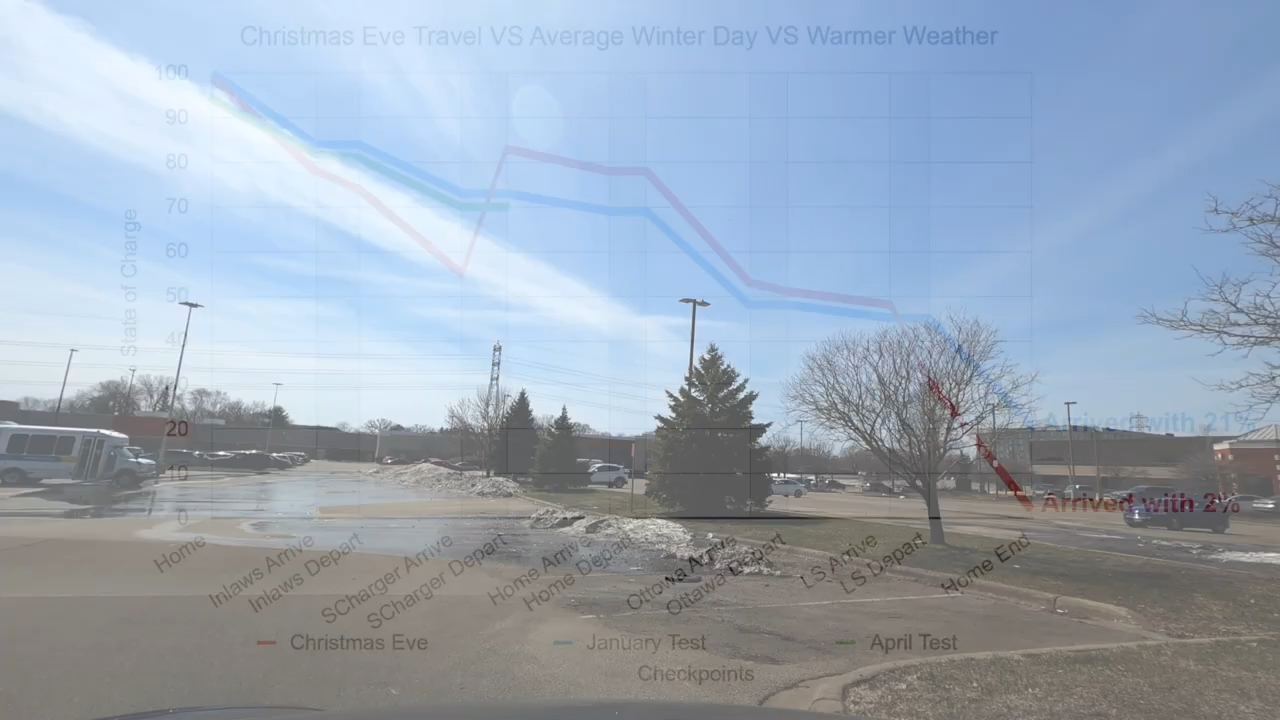 Christmas Eve Travel VS Average Winter Day VS Warmer Weather
100
90
80
70
60
50
40
20
10
0
State of Charge
Arrived with 21%
Arrived with 2%
Home
Inlaws Arrive
Inlaws Depart
SCharger Arrive
SCharger Depart
Home Arrive
Home Depart
Ottowa Arrive
Ottowa Depart
LS Arrive
LS Depart
Home End
Christmas Eve
January Test
April Test
Checkpoints